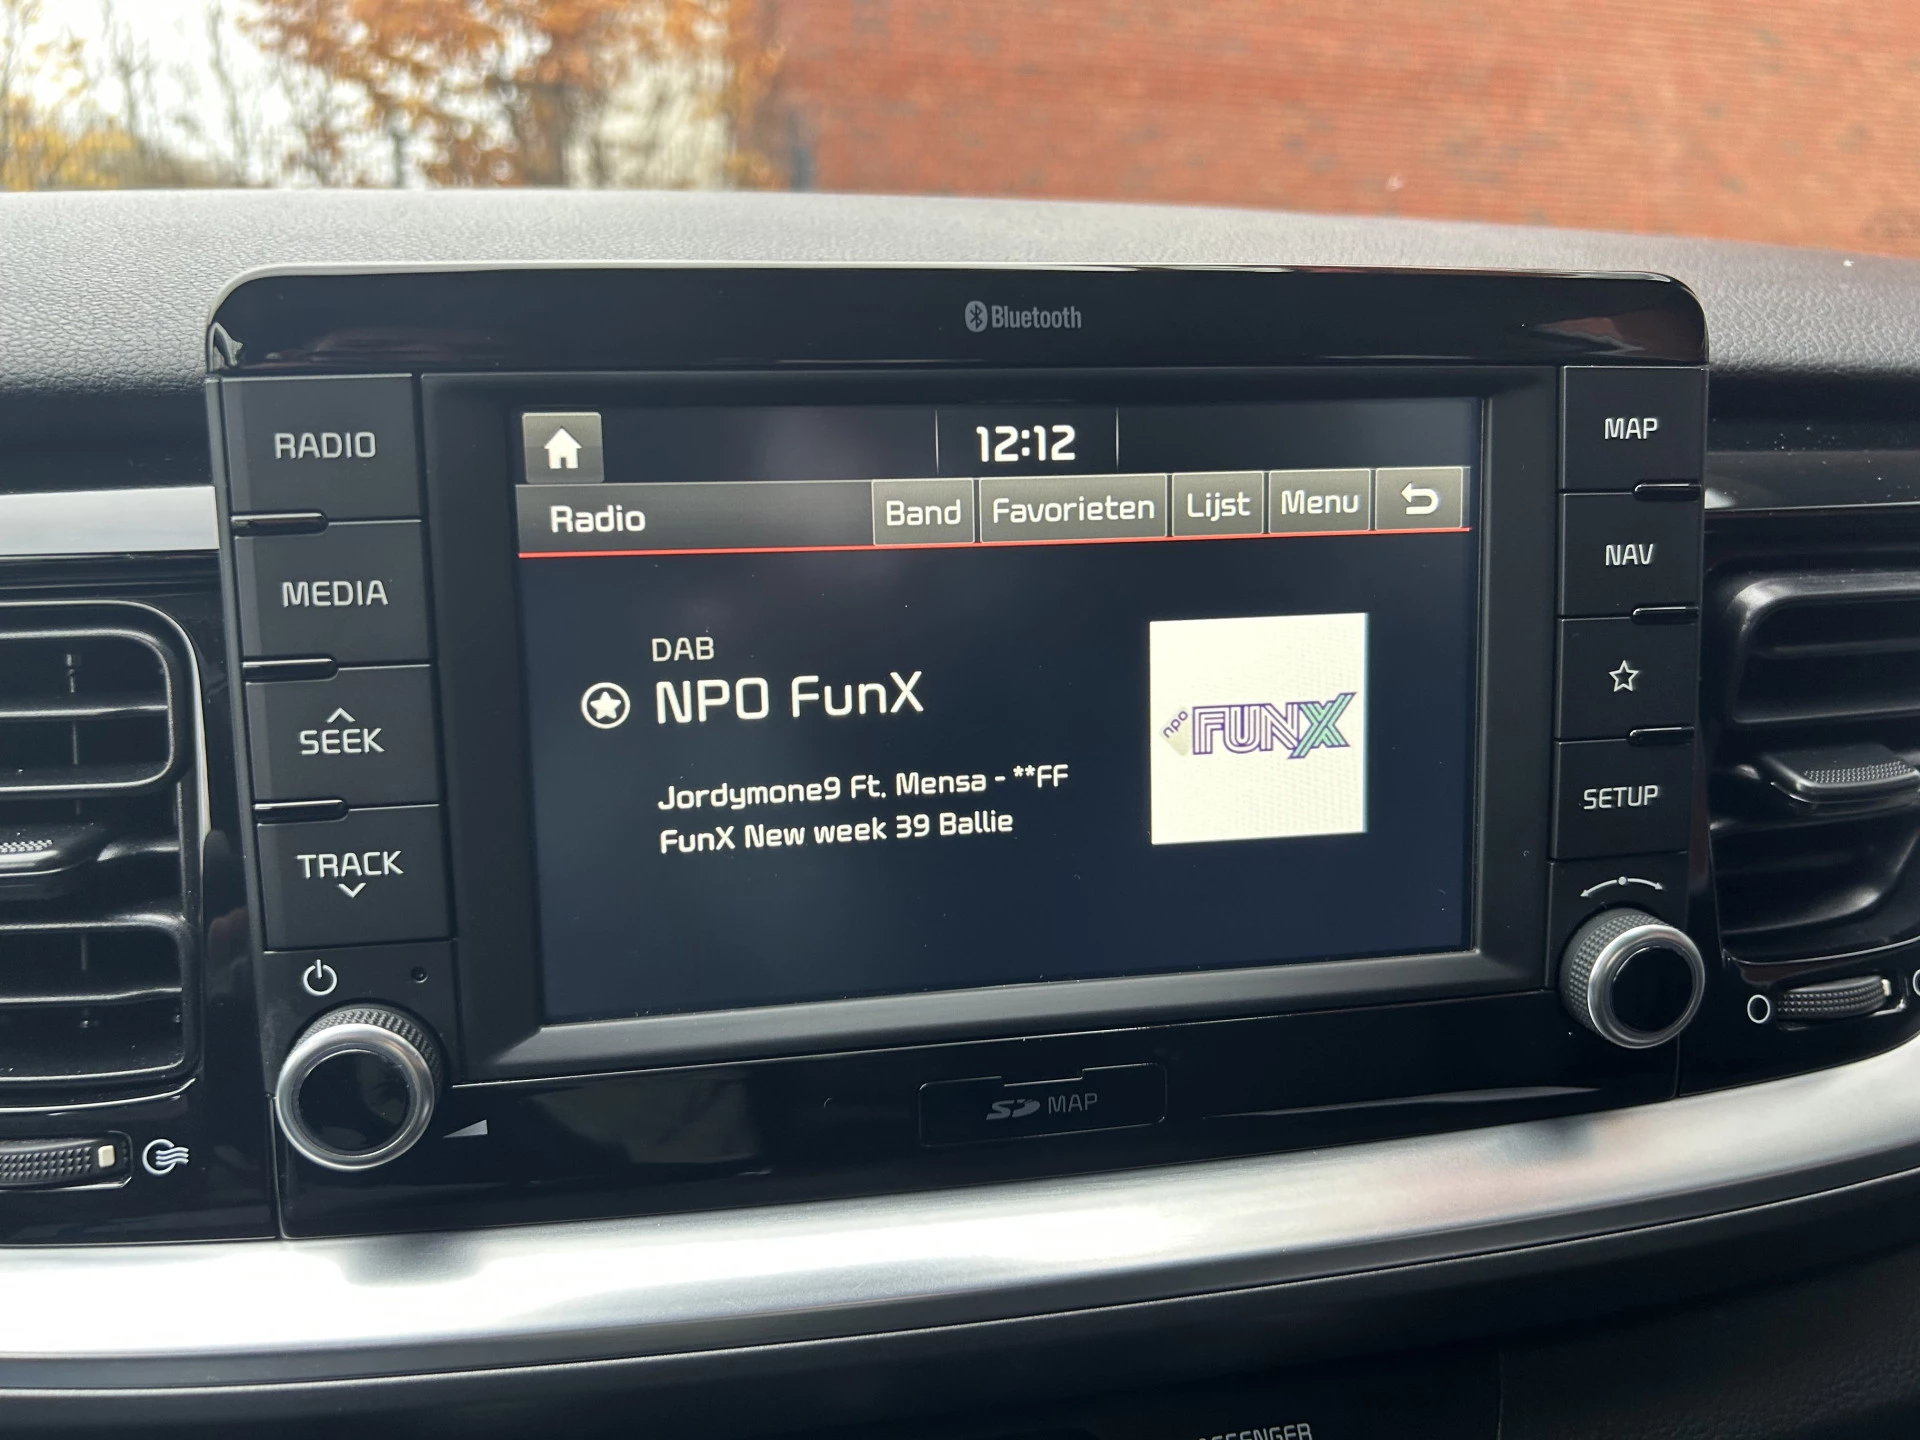 Bluetooth
RADIO
MEDIA
SEEK
TRACK
12:12
Radio
Band
Favorieten
Lijst
Menu
DAB
NPO FunX
Jordymone9 Ft. Mensa - **FF
FunX New week 39 Ballie
npo FUNX
MAP
NAV
SETUP
SD MAP